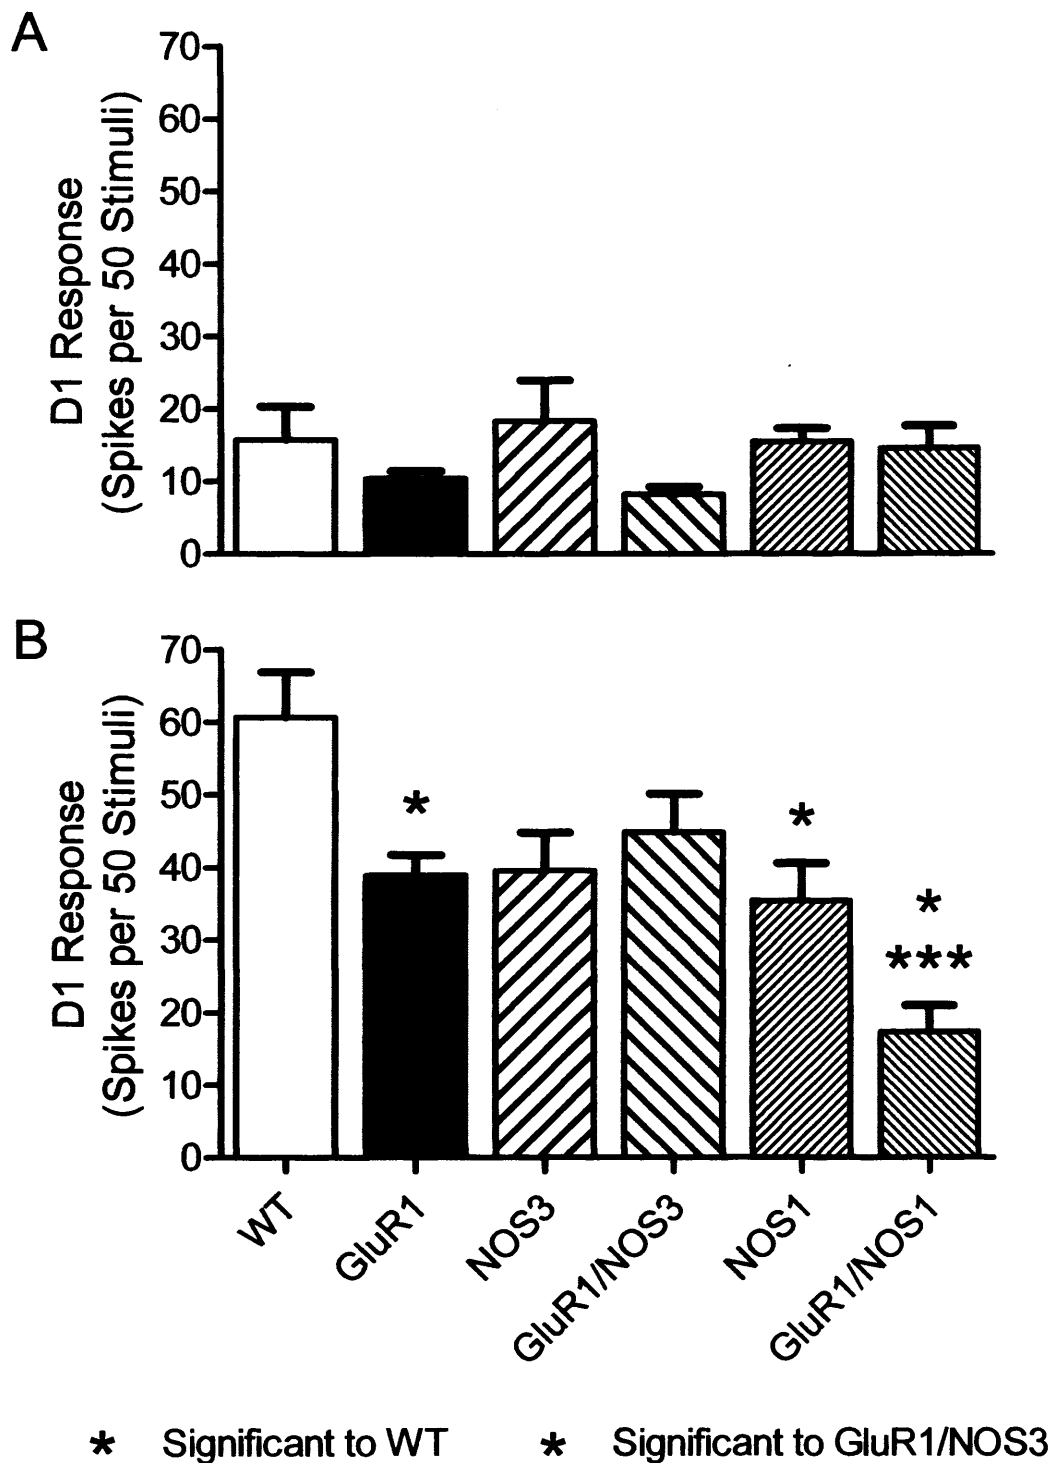 A
70
60
50
40
30
20
10
0
D1 Response
(Spikes per 50 Stimuli)
B
70
60
50
40
30
20
10
0
D1 Response
(Spikes per 50 Stimuli)
*
*
*
***
WT
GluR1
NOS3
GluR1/NOS3
NOS1
GluR1/NOS1
* Significant to WT * Significant to GluR1/NOS3